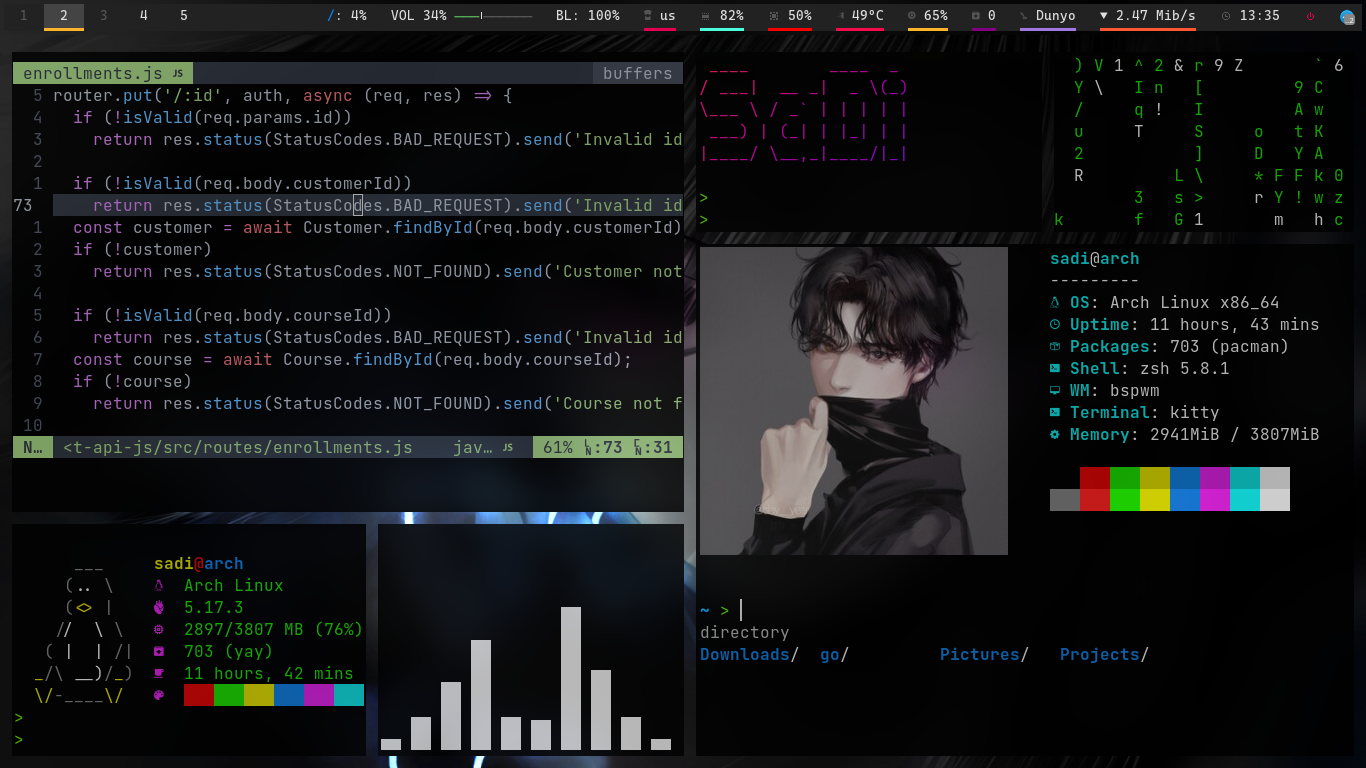 1 2 3 4 5 /: 4% VOL 34% BL: 100% us 82% 50% 49ºC 65% 0 Dunyo ▼ 2.47 Mib/s 13:35
enrollments.js JS buffers
5 router.put('/:id', auth, async (req, res) => {
4 if (!isValid(req.params.id))
3 return res.status(StatusCodes.BAD_REQUEST).send('Invalid id
2
1 if (!isValid(req.body.customerId))
73 return res.status(StatusCodes.BAD_REQUEST).send('Invalid id
1 const customer = await Customer.findById(req.body.customerId)
2 if (!customer)
3 return res.status(StatusCodes.NOT_FOUND).send('Customer not
4
5 if (!isValid(req.body.courseId))
6 return res.status(StatusCodes.BAD_REQUEST).send('Invalid id
7 const course = await Course.findById(req.body.courseId);
8 if (!course)
9 return res.status(StatusCodes.NOT_FOUND).send('Course not f
10
N… <t-api-js/src/routes/enrollments.js jav… JS 61% LN:73 CN:31
SaDi
>
>
) V 1 ^ 2 & r 9 Z ` 6
Y \ I n [ 9 C
/ q ! I A w
u T S o t K
2 ] D Y A
R L \ * F F k 0
3 s > r Y ! w z
k f G 1 m h c
sadi@arch
---------
OS: Arch Linux x86_64
Uptime: 11 hours, 43 mins
Packages: 703 (pacman)
Shell: zsh 5.8.1
WM: bspwm
Terminal: kitty
Memory: 2941MiB / 3807MiB
~ >
directory
Downloads/ go/ Pictures/ Projects/
sadi@arch
Arch Linux
5.17.3
2897/3807 MB (76%)
703 (yay)
11 hours, 42 mins
>
>